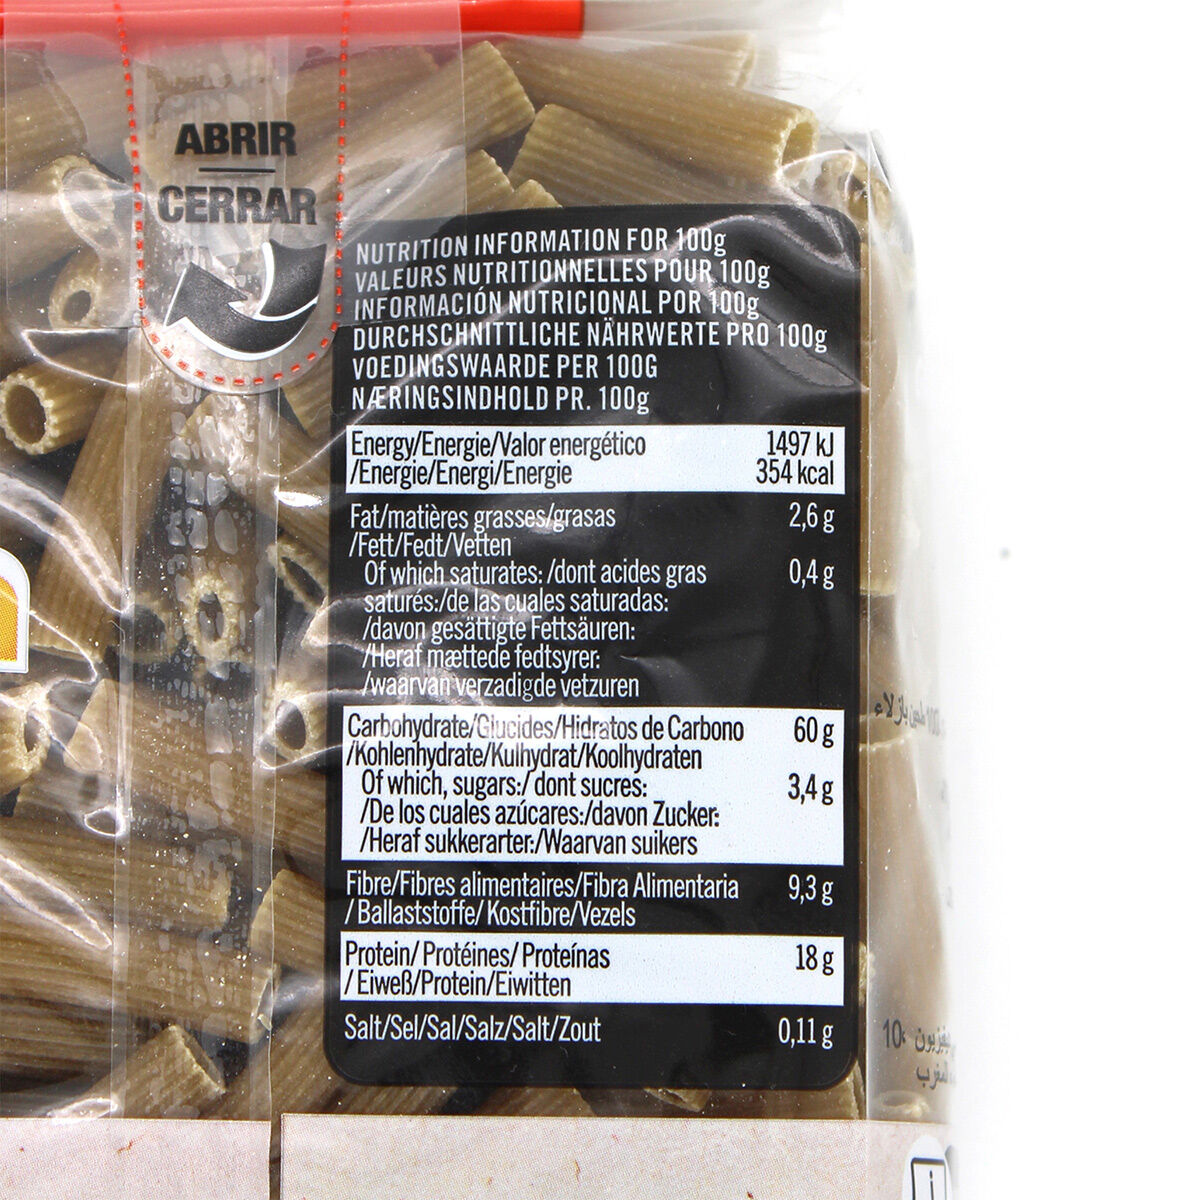 ABRIR
CERRAR
NUTRITION INFORMATION FOR 100g
VALEURS NUTRITIONNELLES POUR 100g
INFORMACIÓN NUTRICIONAL POR 100g
DURCHSCHNITTLICHE NÄHRWERTE PRO 100g
VOEDINGSWAARDE PER 100G
NÆRINGSINDHOLD PR. 100g
Energy/Energie/Valor energético 1497 kJ
/Energie/Energi/Energie 354 kcal
Fat/matières grasses/grasas 2,6 g
/Fett/Fedt/Vetten
Of which saturates: /dont acides gras 0,4 g
saturés:/de las cuales saturadas:
/davon gesättigte Fettsäuren:
/Heraf mættede fedtsyrer:
/waarvan verzadigde vetzuren
Carbohydrate/Glucides/Hidratos de Carbono 60 g
/Kohlenhydrate/Kulhydrat/Koolhydraten
Of which, sugars:/ dont sucres: 3,4 g
/De los cuales azúcares:/davon Zucker:
/Heraf sukkerarter:/Waarvan suikers
Fibre/Fibres alimentaires/Fibra Alimentaria 9,3 g
/ Ballaststoffe/ Kostfibre/Vezels
Protein/ Protéines/ Proteínas 18 g
/ Eiweß/Protein/Eiwitten
Salt/Sel/Sal/Salz/Salt/Zout 0,11 g